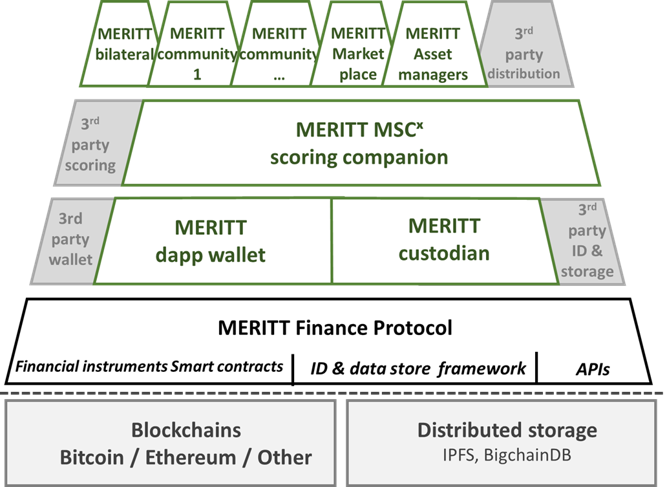 MERITT
bilateral
MERITT
community
1
MERITT
community
...
MERITT
Market
place
MERITT
Asset
managers
3rd
party
distribution
3rd
party
scoring
MERITT MSCx
scoring companion
3rd
party
wallet
MERITT
dapp wallet
MERITT
custodian
3rd
party
ID &
storage
MERITT Finance Protocol
Financial instruments Smart contracts
ID & data store framework
APIs
Blockchains
Bitcoin / Ethereum / Other
Distributed storage
IPFS, BigchainDB